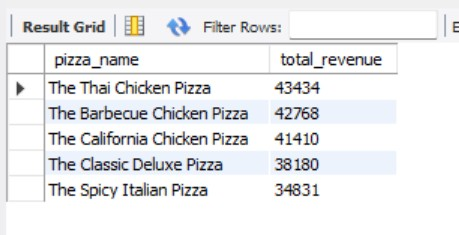 Result Grid Filter Rows: E
pizza_name total_revenue
The Thai Chicken Pizza 43434
The Barbecue Chicken Pizza 42768
The California Chicken Pizza 41410
The Classic Deluxe Pizza 38180
The Spicy Italian Pizza 34831